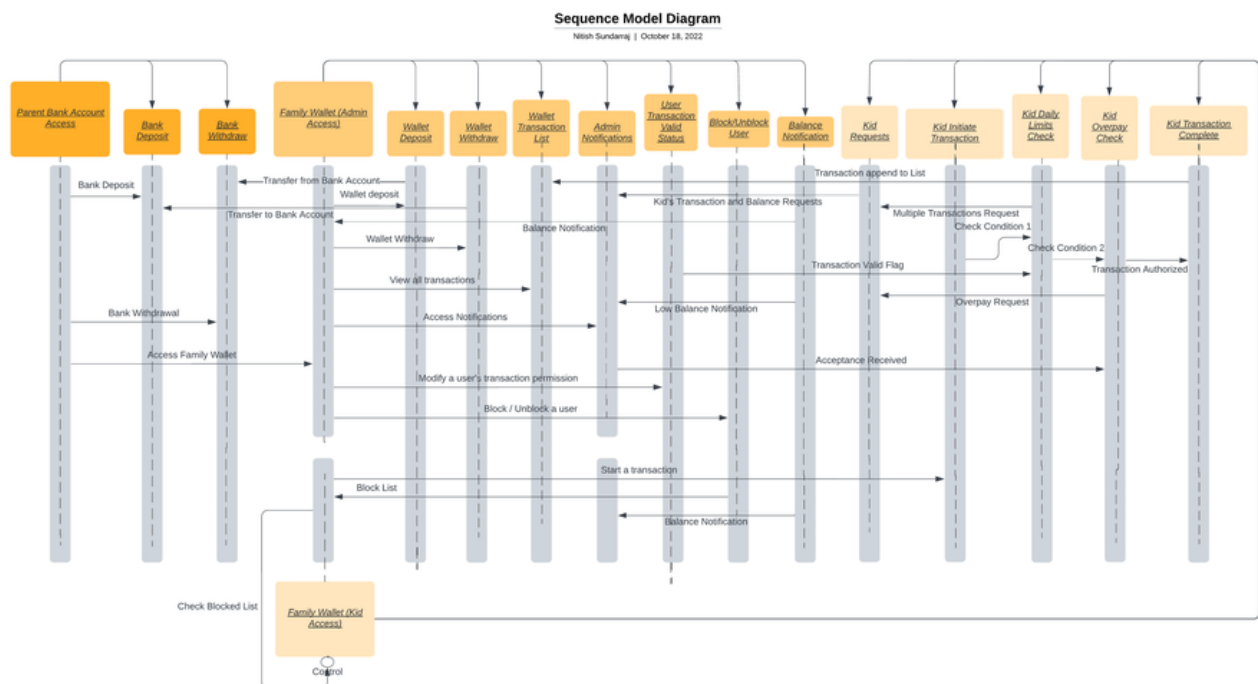 Sequence Model Diagram
Nitish Sundarraj | October 18, 2022
Parent Bank Account
Access
Bank
Deposit
Bank
Withdraw
Family Wallet (Admin
Access)
Wallet
Deposit
Wallet
Withdraw
Wallet
Transaction
List
Admin
Notifications
User
Transaction
Valid
Status
Block/Unblock
User
Balance
Notification
Kid
Requests
Kid Initiate
Transaction
Kid Daily
Limits
Check
Kid
Overpay
Check
Kid Transaction
Complete
Transfer from Bank Account
Transaction append to List
Bank Deposit
Wallet deposit
Kid's Transaction and Balance Requests
Transfer to Bank Account
Multiple Transactions Request
Balance Notification
Check Condition 1
Wallet Withdraw
Check Condition 2
Transaction Valid Flag
Transaction Authorized
View all transactions
Low Balance Notification
Overpay Request
Bank Withdrawal
Access Notifications
Access Family Wallet
Acceptance Received
Modify a user's transaction permission
Block / Unblock a user
Start a transaction
Block List
Balance Notification
Check Blocked List
Family Wallet (Kid
Access)
Control